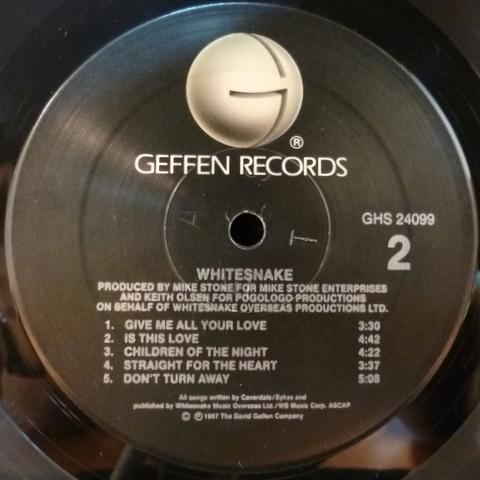 G
®
GEFFEN RECORDS
GHS 24099
2
WHITESNAKE
PRODUCED BY MIKE STONE FOR MIKE STONE ENTERPRISES
AND KEITH OLSEN FOR POGOLOGO PRODUCTIONS
ON BEHALF OF WHITESNAKE OVERSEAS PRODUCTIONS LTD.
1. GIVE ME ALL YOUR LOVE 3:30
2. IS THIS LOVE 4:42
3. CHILDREN OF THE NIGHT 4:22
4. STRAIGHT FOR THE HEART 3:37
5. DON'T TURN AWAY 5:08
All songs written by Coverdale/Sykes and
published by Whitesnake Music Overseas Ltd./WB Music Corp. ASCAP
© ℗ 1987 The David Geffen Company